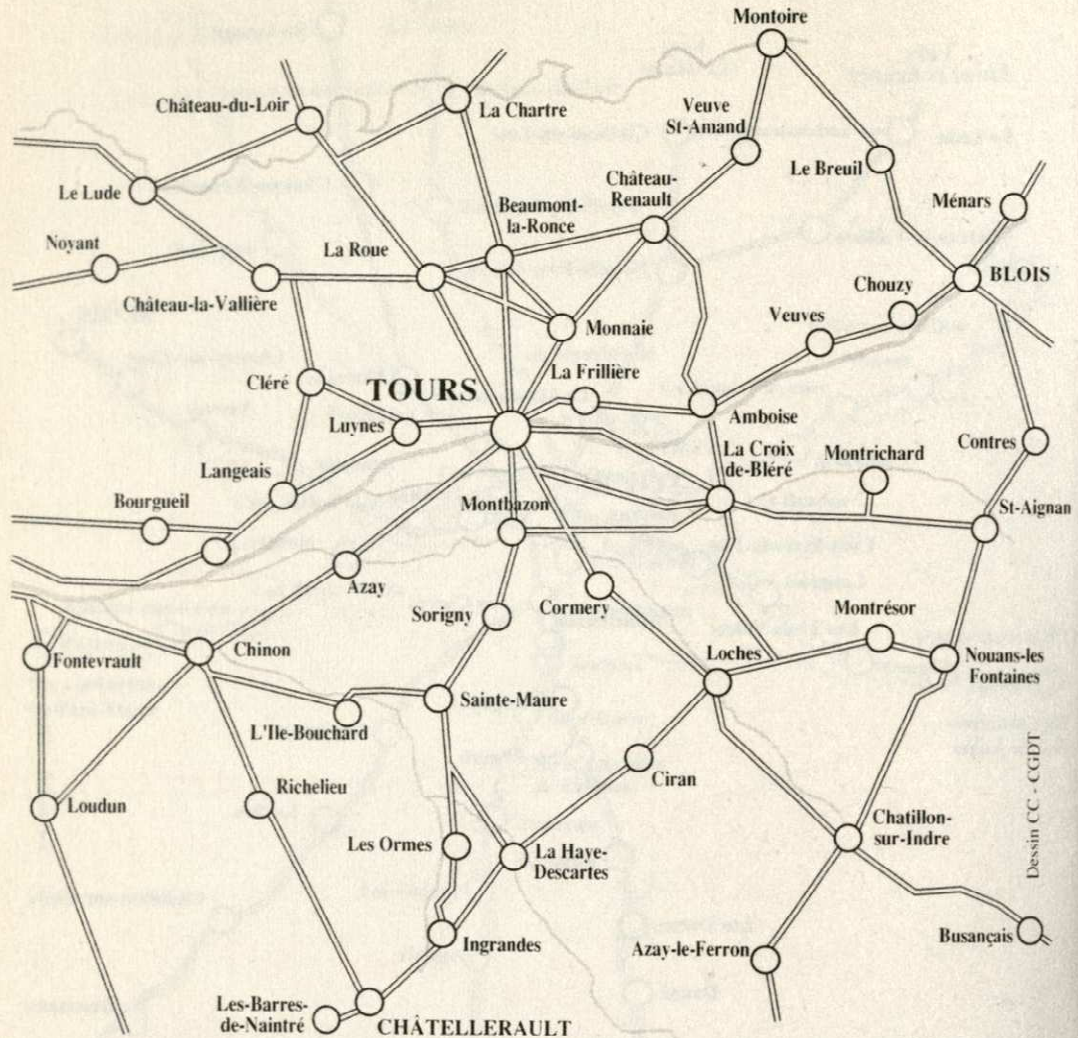 Montoire
Château-du-Loir
La Chartre
Veuve
St-Amand
Le Breuil
Le Lude
Château-
Renault
Ménars
Noyant
La Roue
Beaumont-
la-Ronce
BLOIS
Château-la-Vallière
Chouzy
Veuves
Monnaie
La Frillière
Cléré
TOURS
Amboise
Luynes
La Croix
de-Bléré
Montrichard
Contres
Langeais
Bourgueil
Montbazon
St-Aignan
Azay
Cormery
Sorigny
Montrésor
Chinon
Fontevrault
Loches
Nouans-les
Fontaines
Sainte-Maure
L'Ile-Bouchard
Ciran
Richelieu
Loudun
Chatillon-
sur-Indre
Les Ormes
La Haye-
Descartes
Dessin CC - CGDT
Ingrandes
Azay-le-Ferron
Busançais
Les-Barres-
de-Naintré
CHÂTELLERAULT